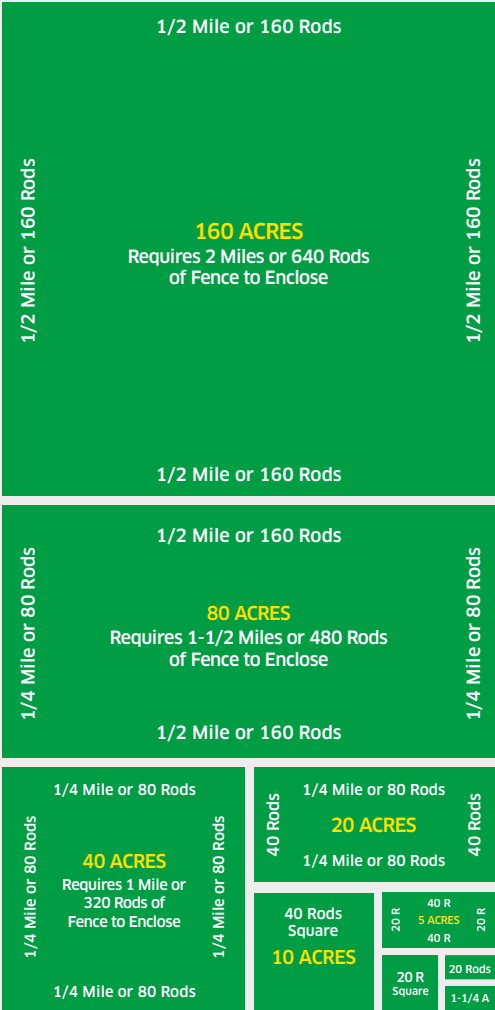 1/2 Mile or 160 Rods
1/2 Mile or 160 Rods
1/2 Mile or 160 Rods
160 ACRES
Requires 2 Miles or 640 Rods
of Fence to Enclose
1/2 Mile or 160 Rods
1/2 Mile or 160 Rods
1/4 Mile or 80 Rods
1/4 Mile or 80 Rods
80 ACRES
Requires 1-1/2 Miles or 480 Rods
of Fence to Enclose
1/2 Mile or 160 Rods
1/4 Mile or 80 Rods
1/4 Mile or 80 Rods
1/4 Mile or 80 Rods
40 ACRES
Requires 1 Mile or
320 Rods of
Fence to Enclose
1/4 Mile or 80 Rods
1/4 Mile or 80 Rods
40 Rods
40 Rods
20 ACRES
1/4 Mile or 80 Rods
40 Rods
Square
10 ACRES
40 R
20 R
5 ACRES
20 R
40 R
20 R
Square
20 Rods
1-1/4 A